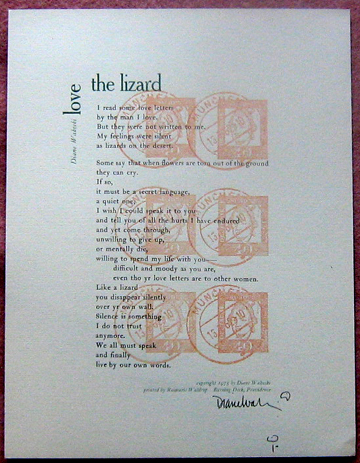 love the lizard
Diane Wakoski
I read some love letters
by the man I love.
But they were not written to me.
My feelings were silent
as lizards on the desert.
Some say that when flowers are torn out of the ground
they can cry.
If so,
it must be a secret language,
a quiet one,
I wish I could speak it to you
and tell you of all the hurts I have endured
and yet come through,
unwilling to give up,
or mentally die,
willing to spend my life with you—
difficult and moody as you are,
even tho yr love letters are to other women.
Like a lizard
you disappear silently
over yr own walk.
Silence is something
I do not trust
anymore.
We all must speak
and finally
live by our own words.
copyright 1975 by Diane Wakoski
printed by Rosmarie Waldrop Burning Deck, Providence
MÜNCHEN
MÜNCHEN
MÜNCHEN